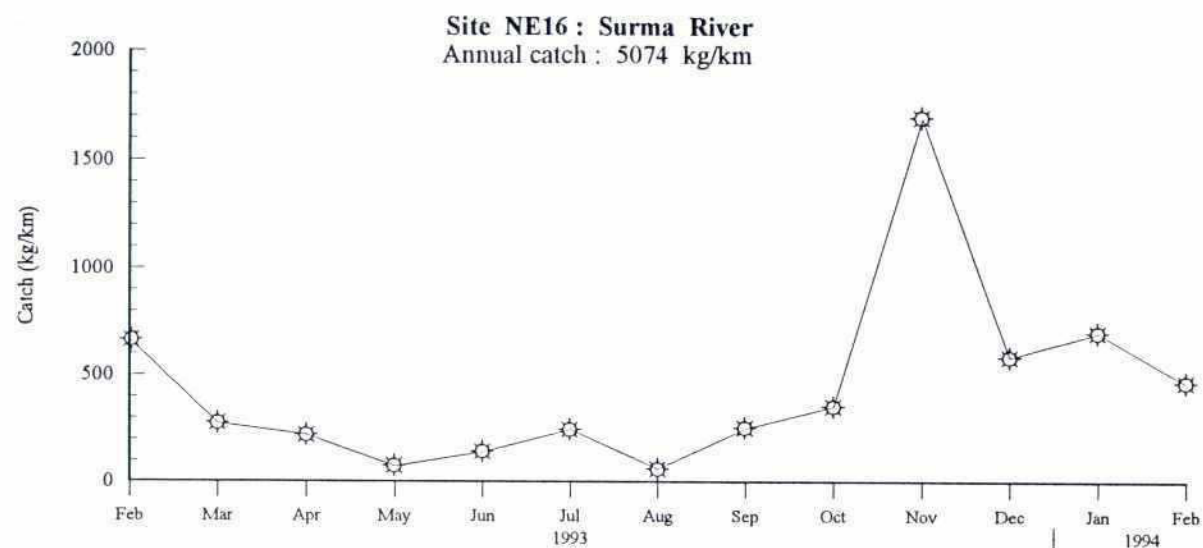 Site NE16 : Surma River
Annual catch : 5074 kg/km
2000
1500
1000
500
0
Catch (kg/km)
Feb Mar Apr May Jun Jul Aug Sep Oct Nov Dec Jan Feb
1993 1994